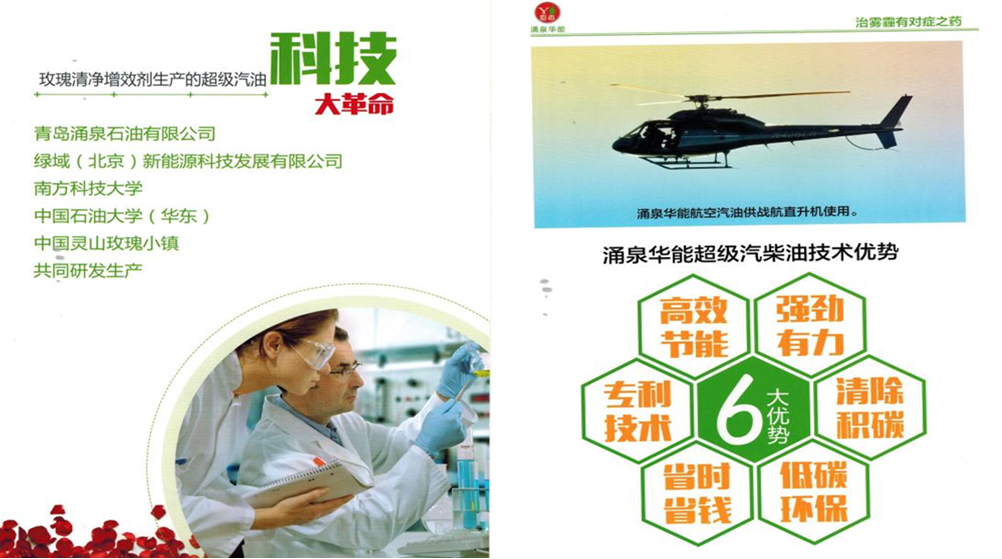 玫瑰清净增效剂生产的超级汽油
科技
大革命
青岛涌泉石油有限公司
绿域（北京）新能源科技发展有限公司
南方科技大学
中国石油大学（华东）
中国灵山玫瑰小镇
共同研发生产
涌泉华能
治雾霾有对症之药
涌泉华能航空汽油供战航直升机使用。
涌泉华能超级汽柴油技术优势
高效
节能
强劲
有力
专利
技术
6大优势
清除
积碳
省时
省钱
低碳
环保